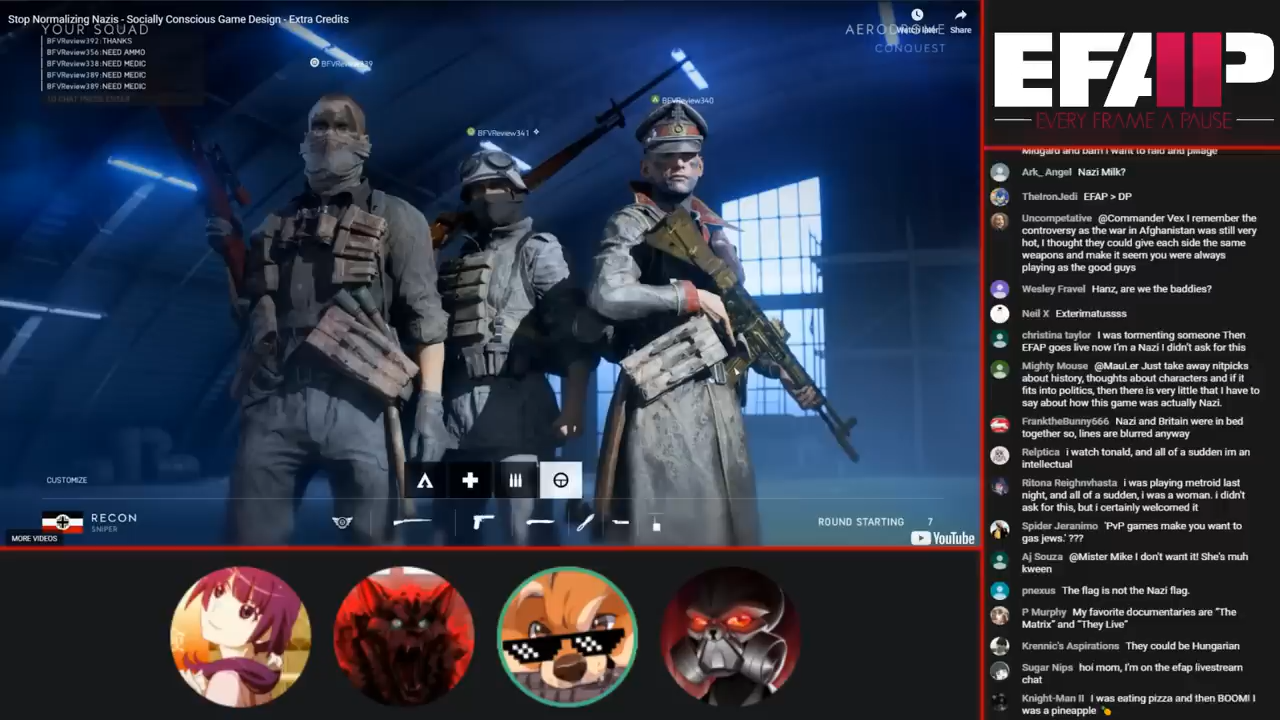 Stop Normalizing Nazis - Socially Conscious Game Design - Extra Credits
YOUR SQUAD
BFVReview392: THANKS
BFVReview356: NEED AMMO
BFVReview338: NEED MEDIC
BFVReview389: NEED MEDIC
BFVReview389: NEED MEDIC
BFVReview341
BFVReview340
AERODROME
CONQUEST
Watch later
Share
CUSTOMIZE
RECON
SNIPER
MORE VIDEOS
ROUND STARTING 7
YouTube
EFAP
EVERY FRAME A PAUSE
Midgard and bam I want to raid and pillage
Ark_Angel Nazi Milk?
TheIronJedi EFAP > DP
Uncompetative @Commander Vex I remember the
controversy as the war in Afghanistan was still very
hot, I thought they could give each side the same
weapons and make it seem you were always
playing as the good guys
Wesley Fravel Hanz, are we the baddies?
Neil X Exterimatussss
christina taylor I was tormenting someone Then
EFAP goes live now I'm a Nazi I didn't ask for this
Mighty Mouse @MauLer Just take away nitpicks
about history, thoughts about characters and if it
fits into politics, then there is very little that I have to
say about how this game was actually Nazi.
FranktheBunny666 Nazi and Britain were in bed
together so, lines are blurred anyway
Relptica i watch tonald, and all of a sudden im an
intellectual
Ritona Reighnvhasta i was playing metroid last
night, and all of a sudden, i was a woman. i didn't
ask for this, but i certainly welcomed it
Spider Jeranimo 'PvP games make you want to
gas jews.' ???
Aj Souza @Mister Mike I don't want it! She's muh
kween
pnexus The flag is not the Nazi flag.
P Murphy My favorite documentaries are "The
Matrix" and "They Live"
Krennic's Aspirations They could be Hungarian
Sugar Nips hoi mom, I'm on the efap livestream
chat
Knight-Man II I was eating pizza and then BOOM! I
was a pineapple 🍍